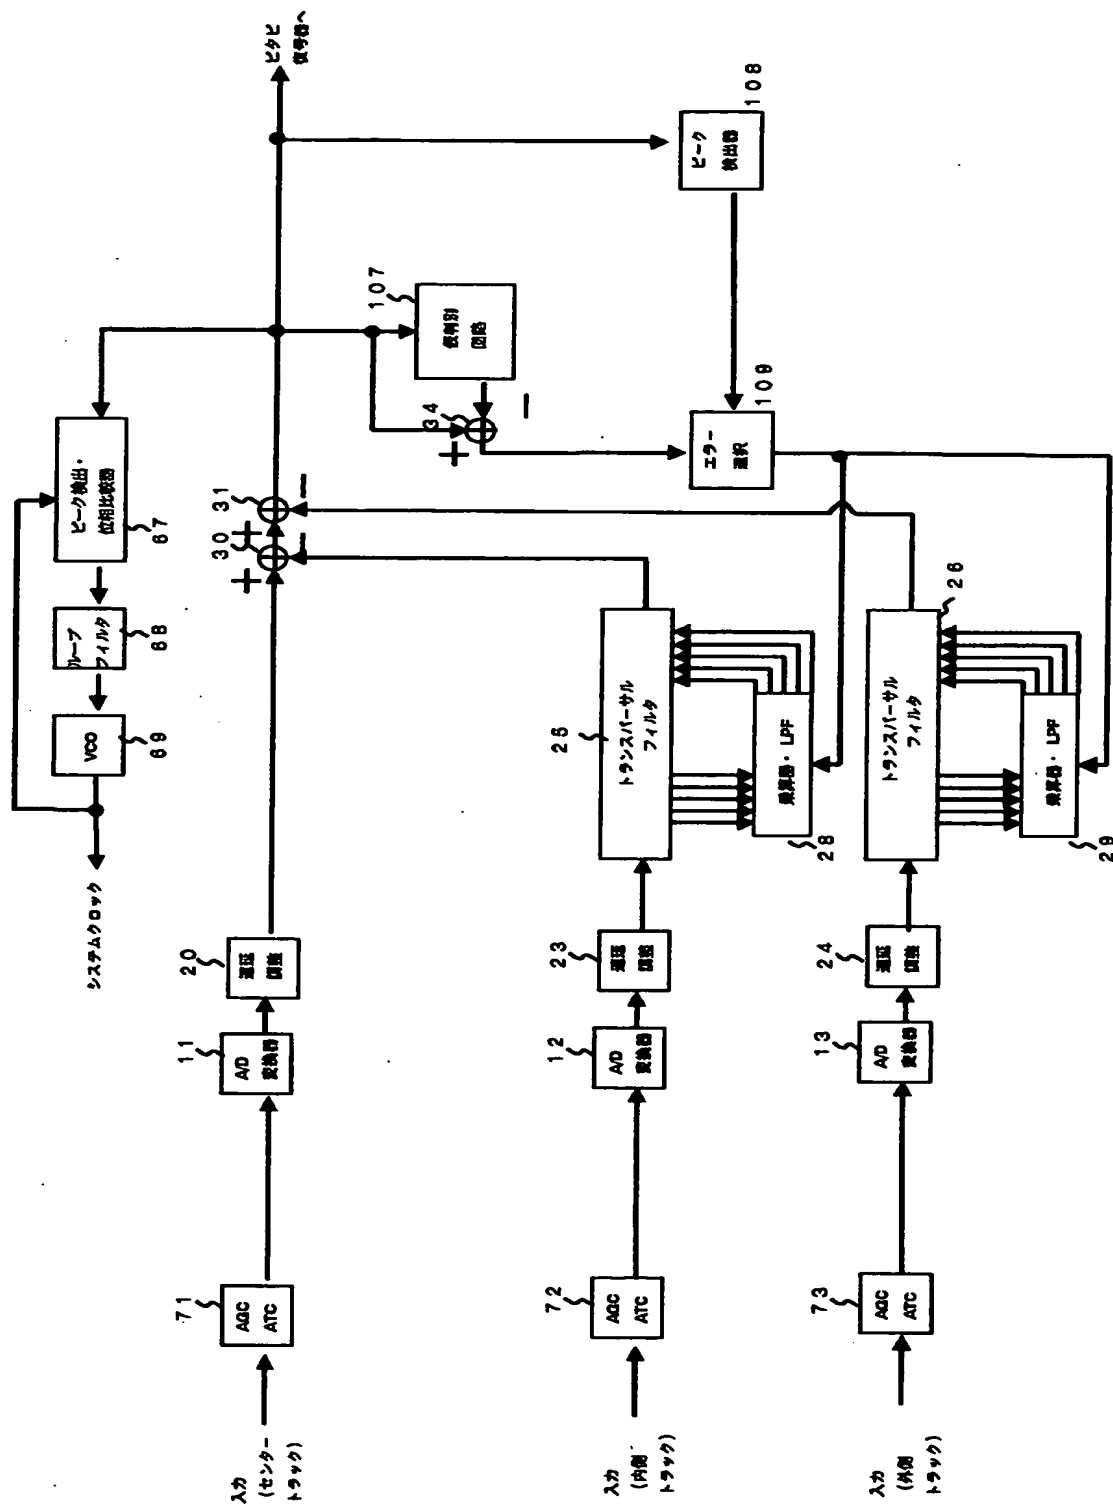 ビタビ
復号器へ
ピーク検出・
位相比較器
67
ループ
フィルタ
68
VCO
69
システムクロック
入力
(センター
トラック)
AGC
ATC
71
A/D
変換器
11
遅延
調整
20
+
30
−
+
31
−
仮判別
回路
107
+
34
−
ピーク
検出器
108
エラー
選択
109
入力
(内側
トラック)
AGC
ATC
72
A/D
変換器
12
遅延
調整
23
トランスバーサル
フィルタ
25
乗算器・LPF
28
入力
(外側
トラック)
AGC
ATC
73
A/D
変換器
13
遅延
調整
24
トランスバーサル
フィルタ
26
乗算器・LPF
29